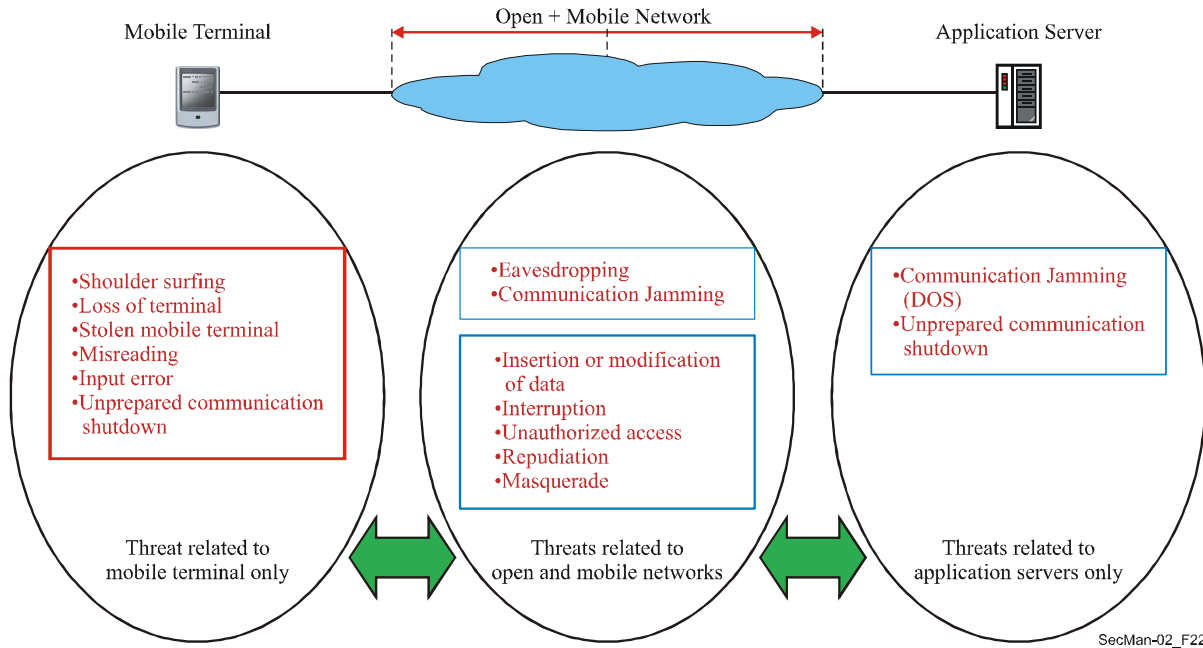 Open + Mobile Network
Mobile Terminal
Application Server
•Shoulder surfing
•Loss of terminal
•Stolen mobile terminal
•Misreading
•Input error
•Unprepared communication
shutdown
Threat related to
mobile terminal only
•Eavesdropping
•Communication Jamming
•Insertion or modification
of data
•Interruption
•Unauthorized access
•Repudiation
•Masquerade
Threats related to
open and mobile networks
•Communication Jamming
(DOS)
•Unprepared communication
shutdown
Threats related to
application servers only
SecMan-02_F22